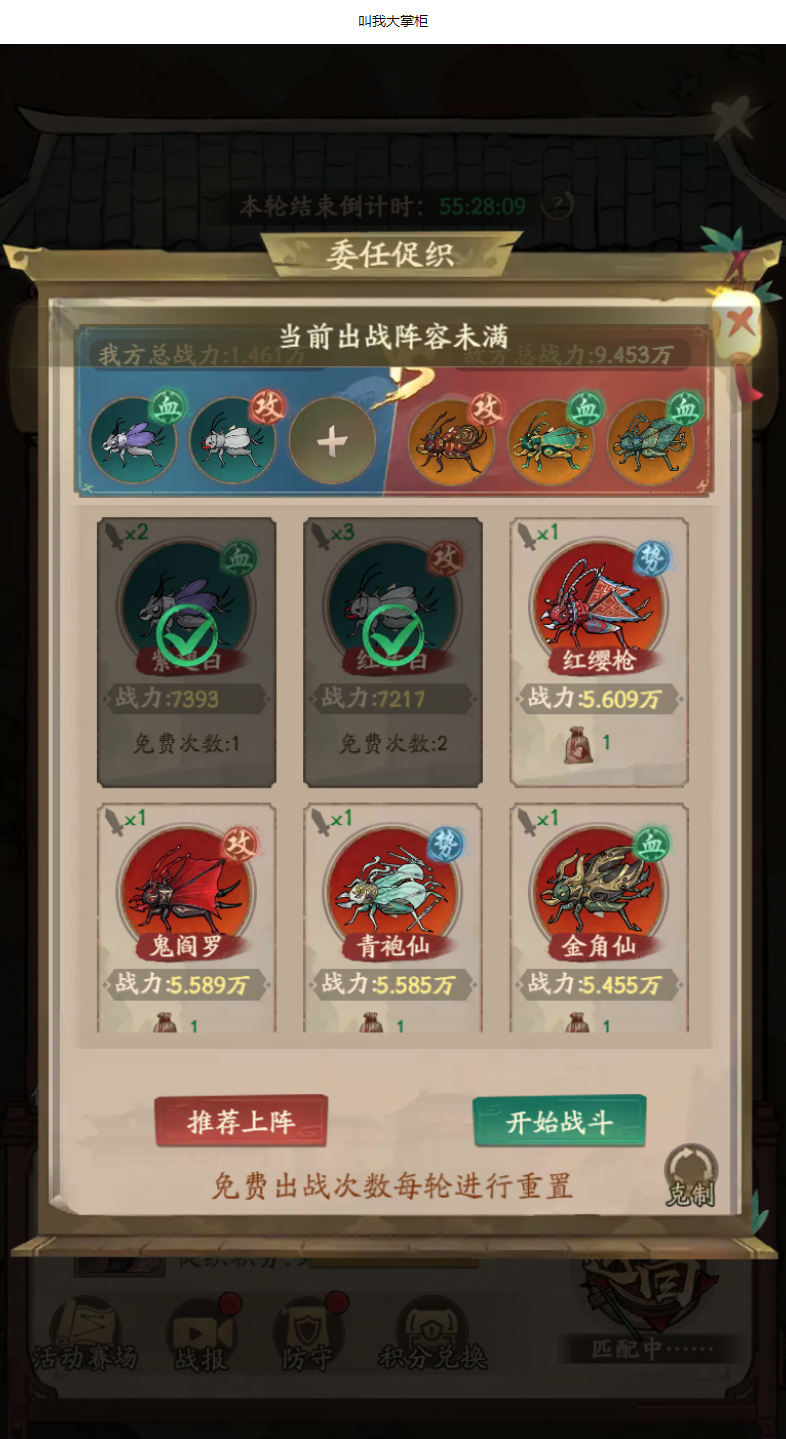 叫我大掌柜
本轮结束倒计时：55:28:09
?
委任促织
当前出战阵容未满
我方总战力:1.461万
敌方总战力:9.453万
血 攻 攻 血 血
x2 血
战力:7393
免费次数:1
x3 攻
战力:7217
免费次数:2
x1 势
红缨枪
战力:5.609万
1
x1 攻
鬼阎罗
战力:5.589万
1
x1 势
青袍仙
战力:5.585万
1
x1 血
金角仙
战力:5.455万
1
推荐上阵
开始战斗
免费出战次数每轮进行重置
克制
活动赛场
战报
防守
积分兑换
匹配中……